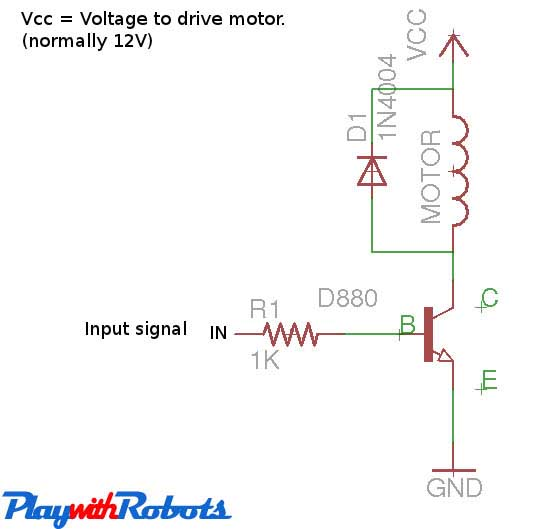 Vcc = Voltage to drive motor.
(normally 12V)
VCC
D1
1N4004
MOTOR
D880
C
R1
B
Input signal
IN
1K
E
GND
PlaywithRobots